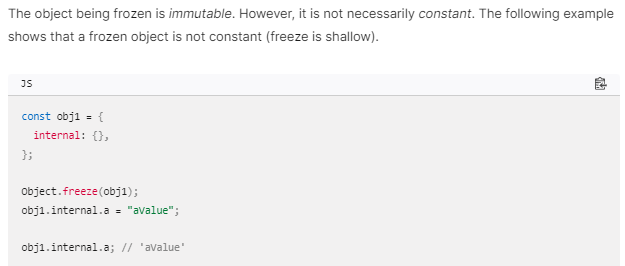 The object being frozen is immutable. However, it is not necessarily constant. The following example
shows that a frozen object is not constant (freeze is shallow).
JS
const obj1 = {
  internal: {},
};
Object.freeze(obj1);
obj1.internal.a = "aValue";
obj1.internal.a; // 'aValue'